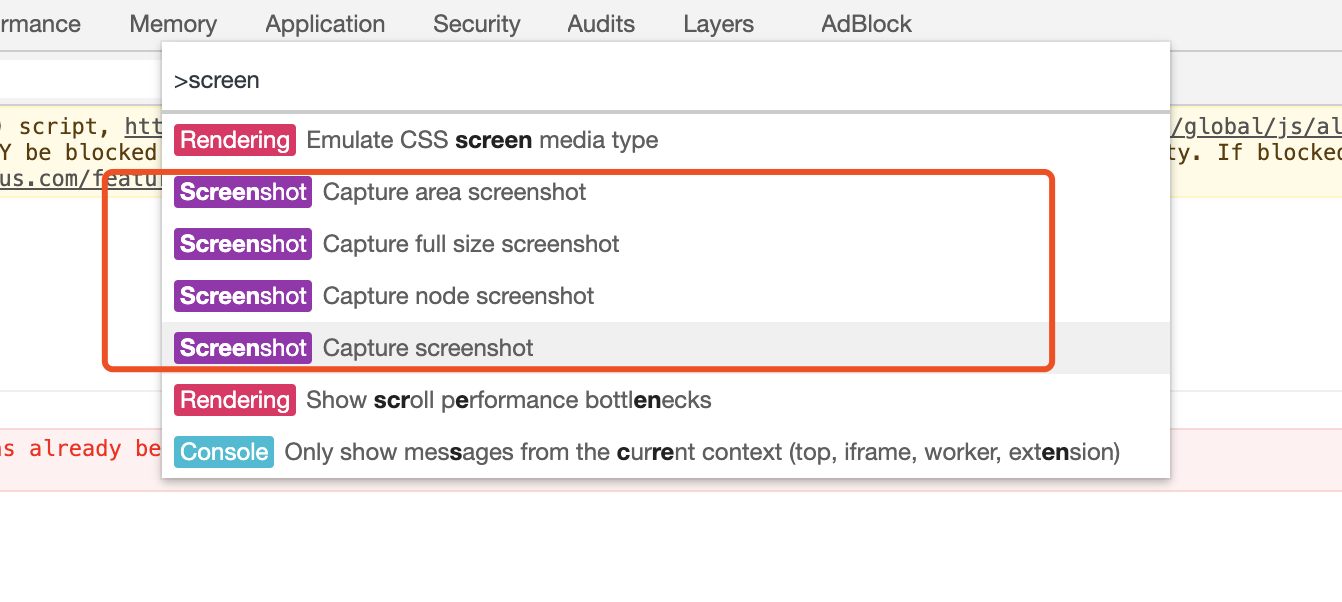 rmance Memory Application Security Audits Layers AdBlock
>screen
script, htt /global/js/al
Rendering Emulate CSS screen media type
Y be blocked ty. If blocked
us.com/featur
Screenshot Capture area screenshot
Screenshot Capture full size screenshot
Screenshot Capture node screenshot
Screenshot Capture screenshot
Rendering Show scroll performance bottlenecks
s already be
Console Only show messages from the current context (top, iframe, worker, extension)